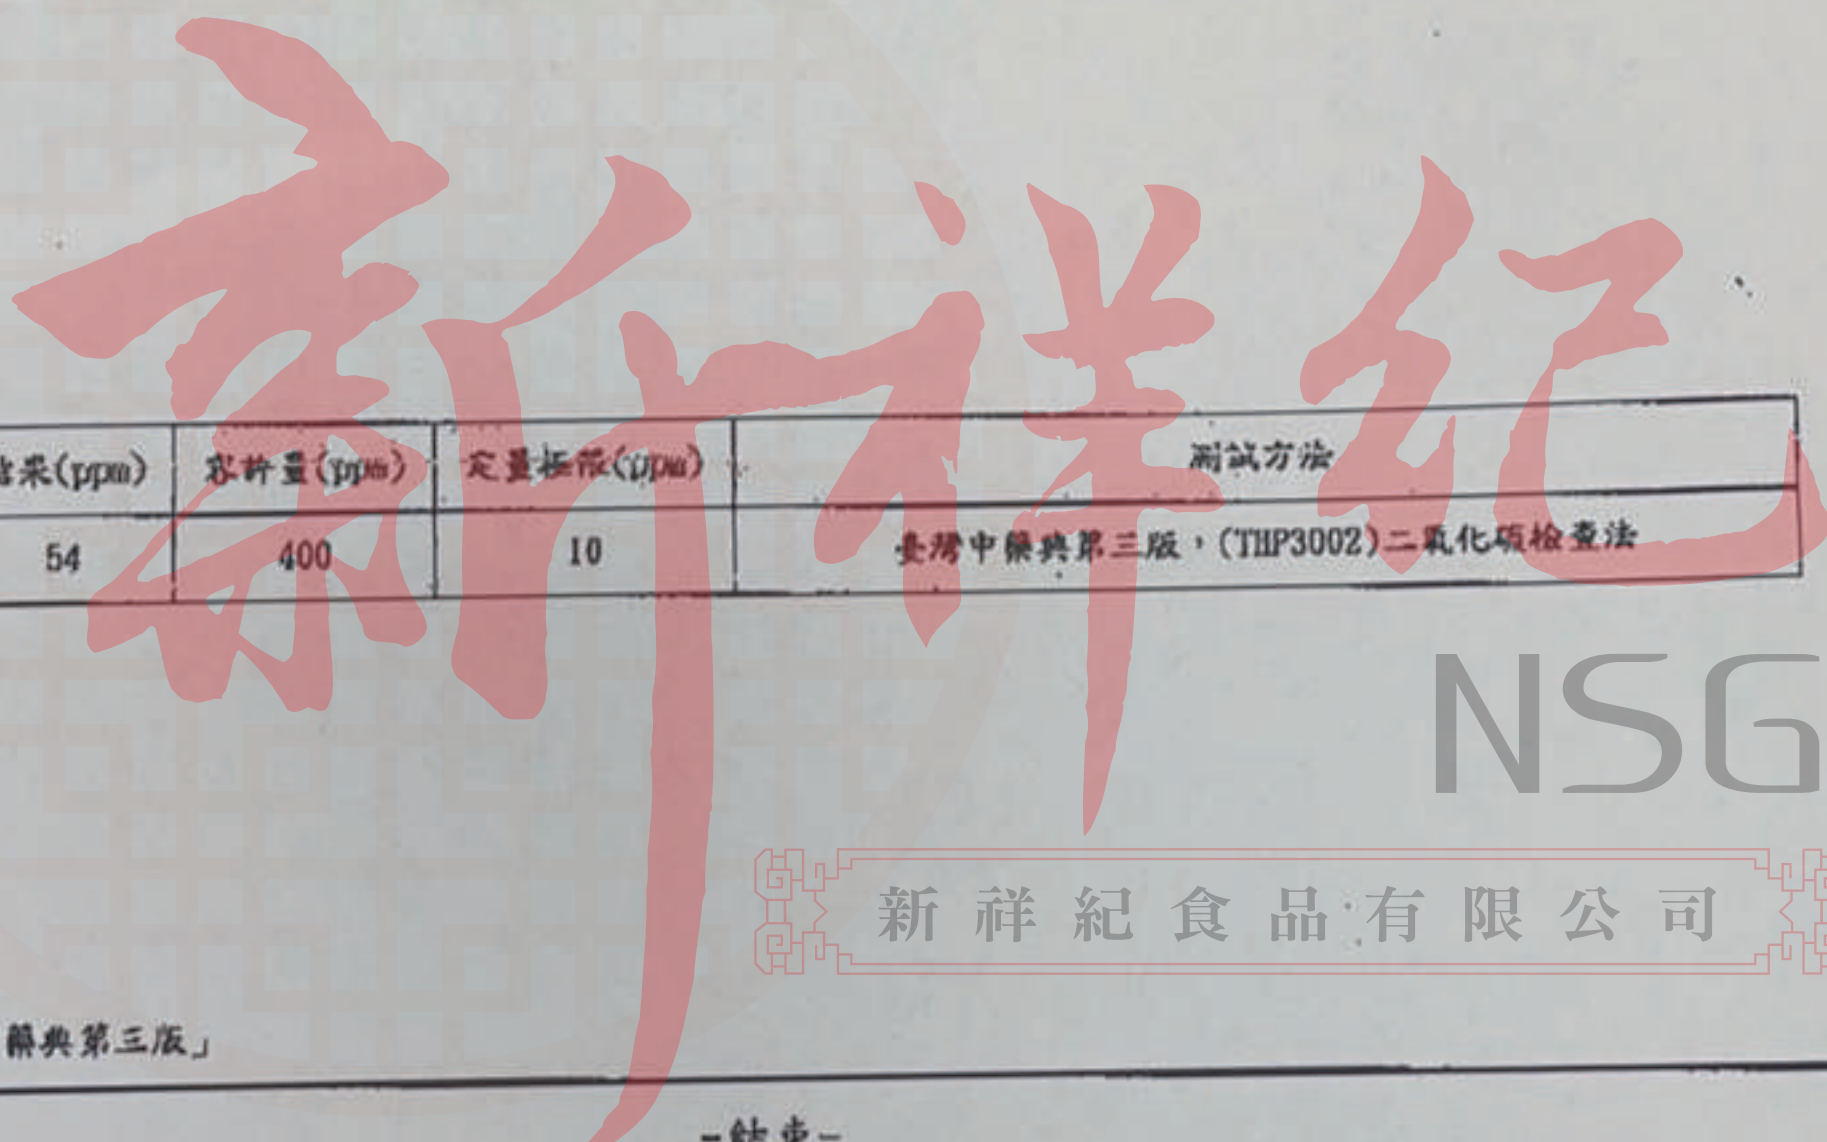 新祥紀
結果(ppm) 容許量(ppm) 定量極限(ppm) 測試方法
54 400 10 臺灣中藥典第三版，(THP3002)二氧化硫檢查法
NSG
新祥紀食品有限公司
藥典第三版」
-結束-